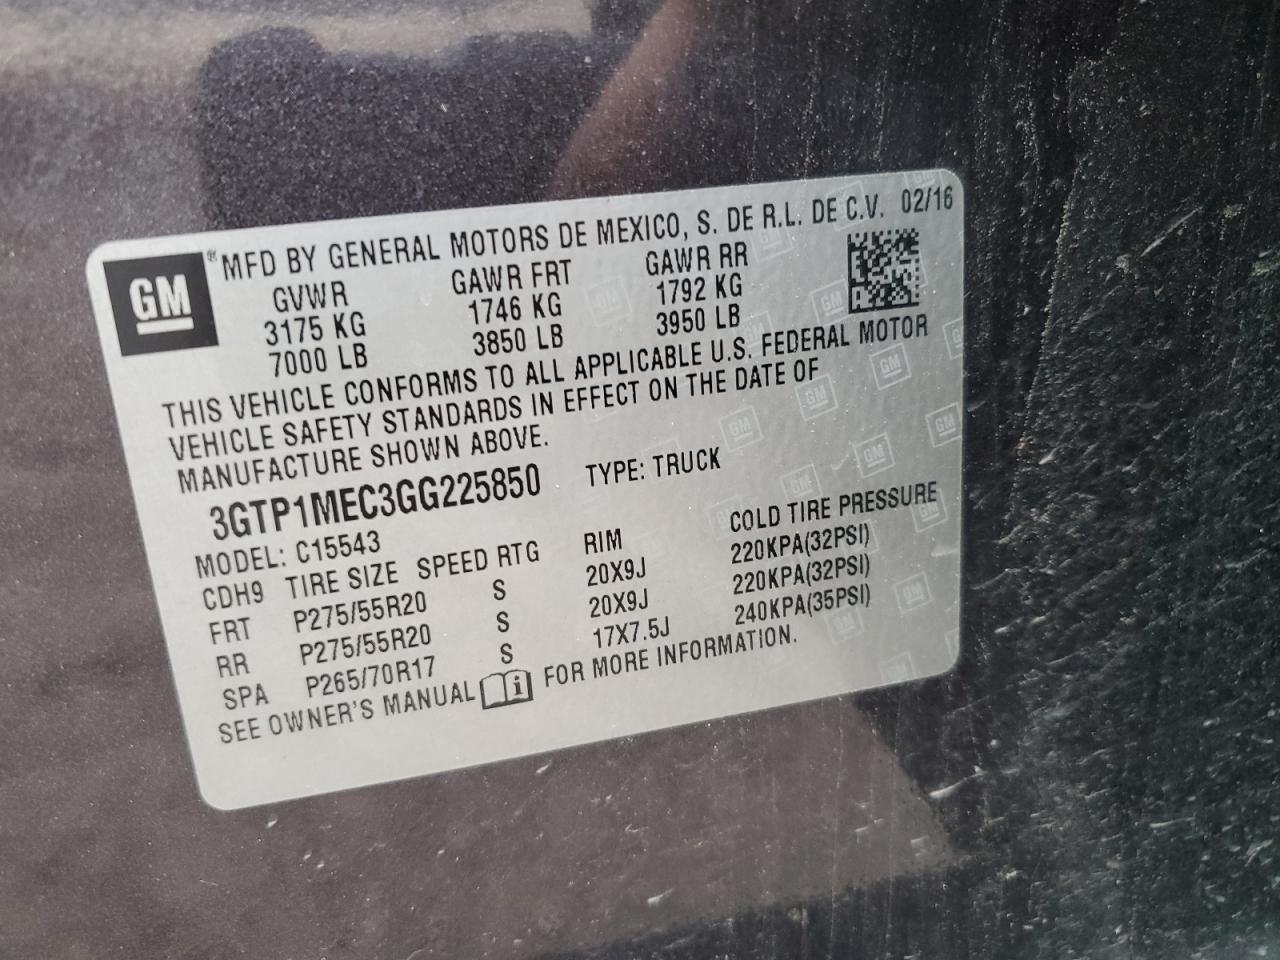 GM ® MFD BY GENERAL MOTORS DE MEXICO, S. DE R.L. DE C.V. 02/16
GVWR GAWR FRT GAWR RR
3175 KG 1746 KG 1792 KG
7000 LB 3850 LB 3950 LB
THIS VEHICLE CONFORMS TO ALL APPLICABLE U.S. FEDERAL MOTOR
VEHICLE SAFETY STANDARDS IN EFFECT ON THE DATE OF
MANUFACTURE SHOWN ABOVE.
3GTP1MEC3GG225850 TYPE: TRUCK
MODEL: C15543
CDH9 TIRE SIZE SPEED RTG RIM COLD TIRE PRESSURE
FRT P275/55R20 S 20X9J 220KPA(32PSI)
RR P275/55R20 S 20X9J 220KPA(32PSI)
SPA P265/70R17 S 17X7.5J 240KPA(35PSI)
SEE OWNER'S MANUAL i FOR MORE INFORMATION.